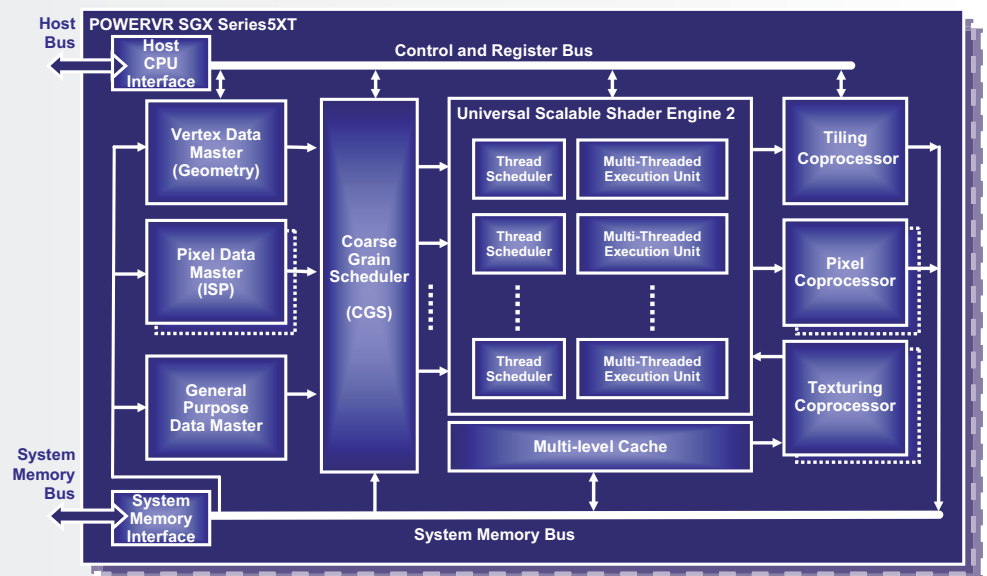 Host
Bus
POWERVR SGX Series5XT
Host
CPU
Interface
Control and Register Bus
Vertex Data
Master
(Geometry)
Pixel Data
Master
(ISP)
General
Purpose
Data Master
Coarse
Grain
Scheduler
(CGS)
Universal Scalable Shader Engine 2
Thread
Scheduler
Multi-Threaded
Execution Unit
Thread
Scheduler
Multi-Threaded
Execution Unit
Thread
Scheduler
Multi-Threaded
Execution Unit
Multi-level Cache
Tiling
Coprocessor
Pixel
Coprocessor
Texturing
Coprocessor
System
Memory
Bus
System
Memory
Interface
System Memory Bus